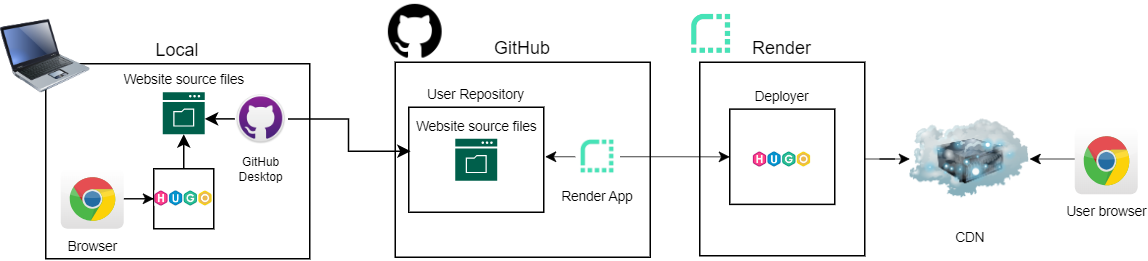 Local
Website source files
GitHub
Desktop
HUGO
Browser
GitHub
User Repository
Website source files
Render App
Render
Deployer
HUGO
CDN
User browser